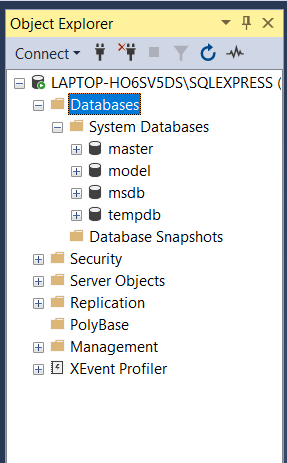 Object Explorer
Connect
LAPTOP-HO6SV5DS\SQLEXPRESS (
Databases
System Databases
master
model
msdb
tempdb
Database Snapshots
Security
Server Objects
Replication
PolyBase
Management
XEvent Profiler